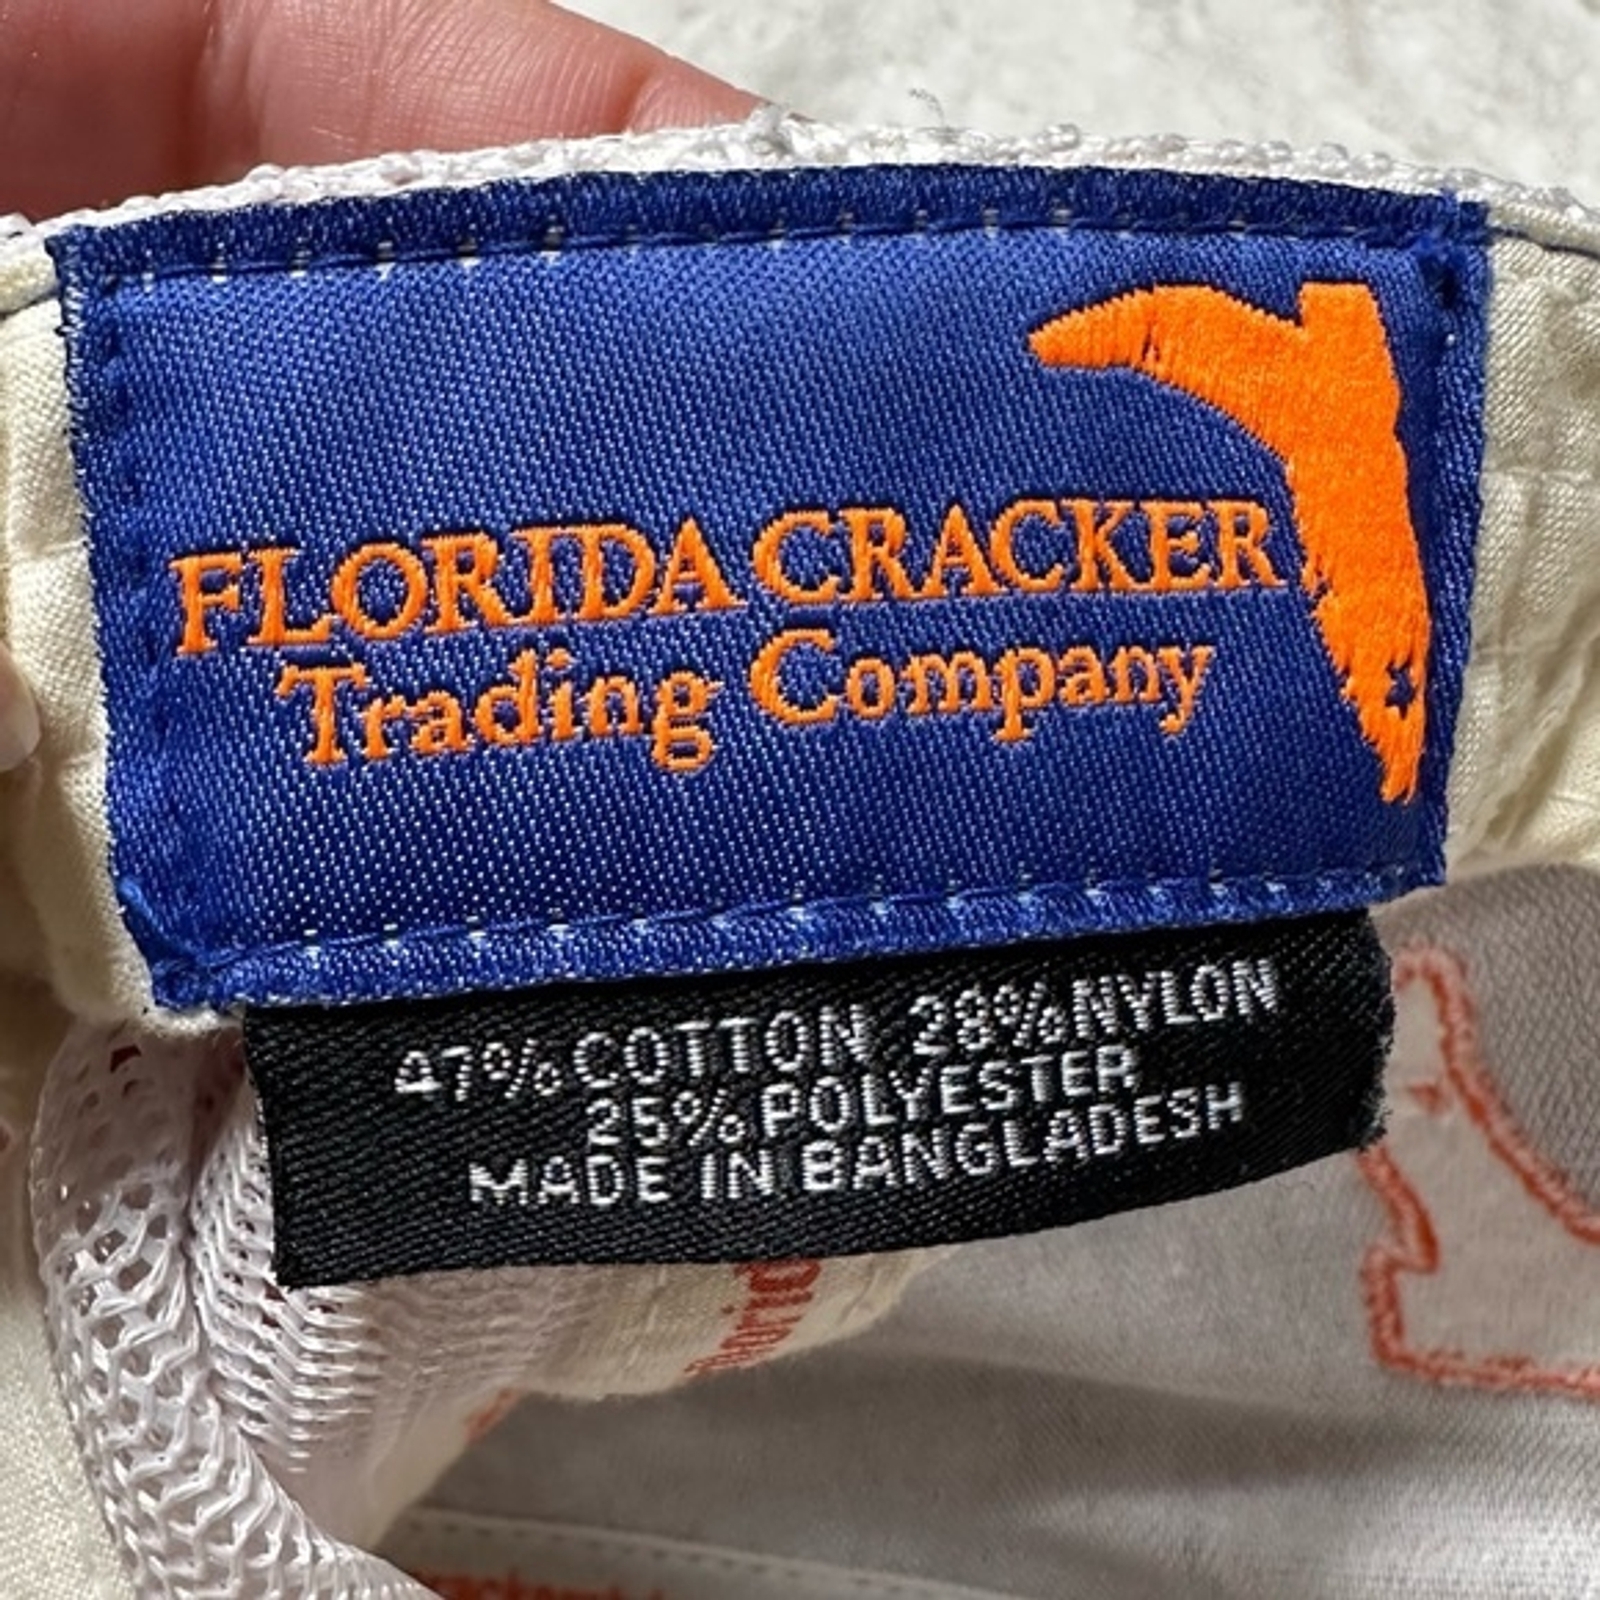 FLORIDA CRACKER
Trading Company
47% COTTON 28% NYLON
25% POLYESTER
MADE IN BANGLADESH